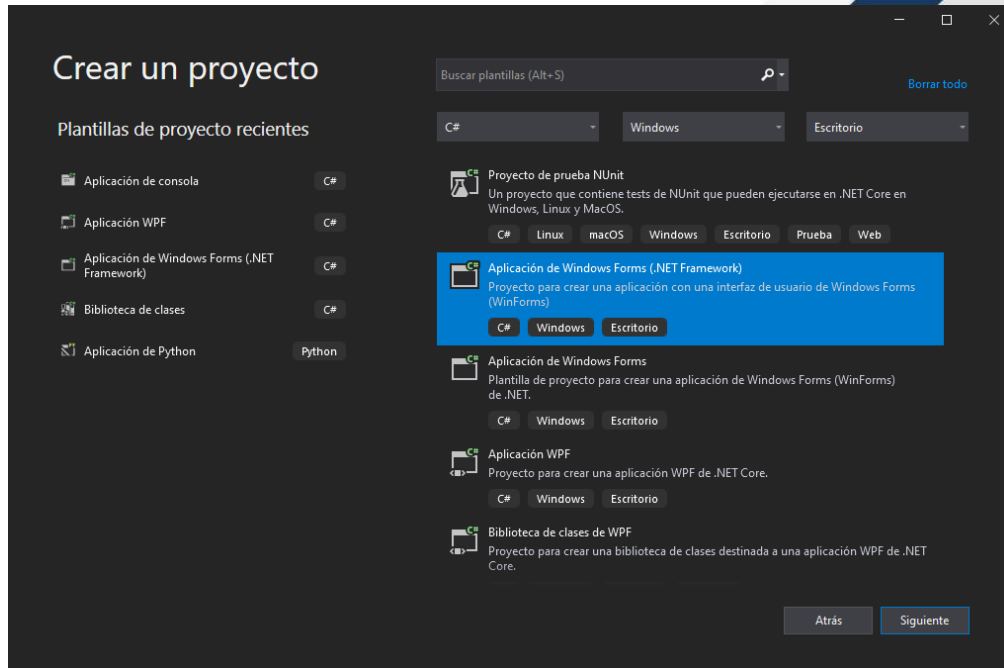 Crear un proyecto
Buscar plantillas (Alt+S)
Borrar todo
Plantillas de proyecto recientes
C#
Windows
Escritorio
Aplicación de consola
C#
Aplicación WPF
C#
Aplicación de Windows Forms (.NET
Framework)
C#
Biblioteca de clases
C#
Aplicación de Python
Python
Proyecto de prueba NUnit
Un proyecto que contiene tests de NUnit que pueden ejecutarse en .NET Core en
Windows, Linux y MacOS.
C# Linux macOS Windows Escritorio Prueba Web
Aplicación de Windows Forms (.NET Framework)
Proyecto para crear una aplicación con una interfaz de usuario de Windows Forms
(WinForms)
C# Windows Escritorio
Aplicación de Windows Forms
Plantilla de proyecto para crear una aplicación de Windows Forms (WinForms)
de .NET.
C# Windows Escritorio
Aplicación WPF
Proyecto para crear una aplicación WPF de .NET Core.
C# Windows Escritorio
Biblioteca de clases de WPF
Proyecto para crear una biblioteca de clases destinada a una aplicación WPF de .NET
Core.
Atrás
Siguiente